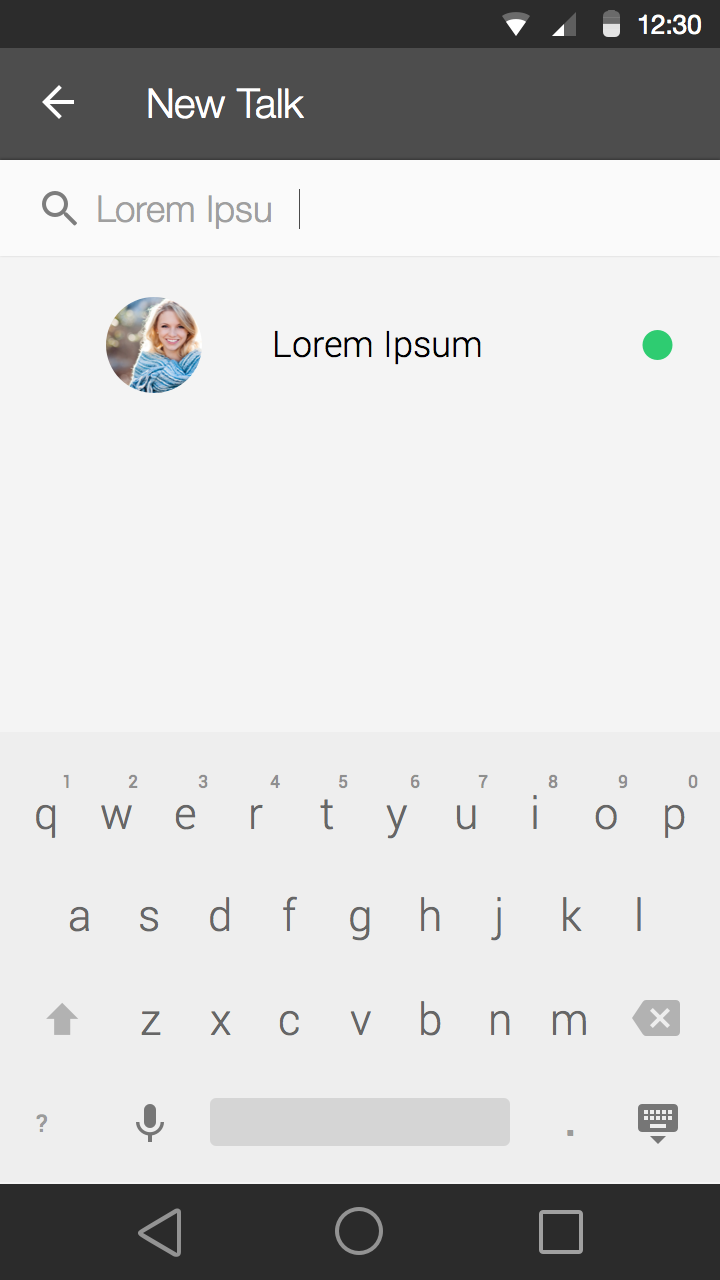 12:30
New Talk
Lorem Ipsu
Lorem Ipsum
1 2 3 4 5 6 7 8 9 0
q w e r t y u i o p
a s d f g h j k l
z x c v b n m
? .